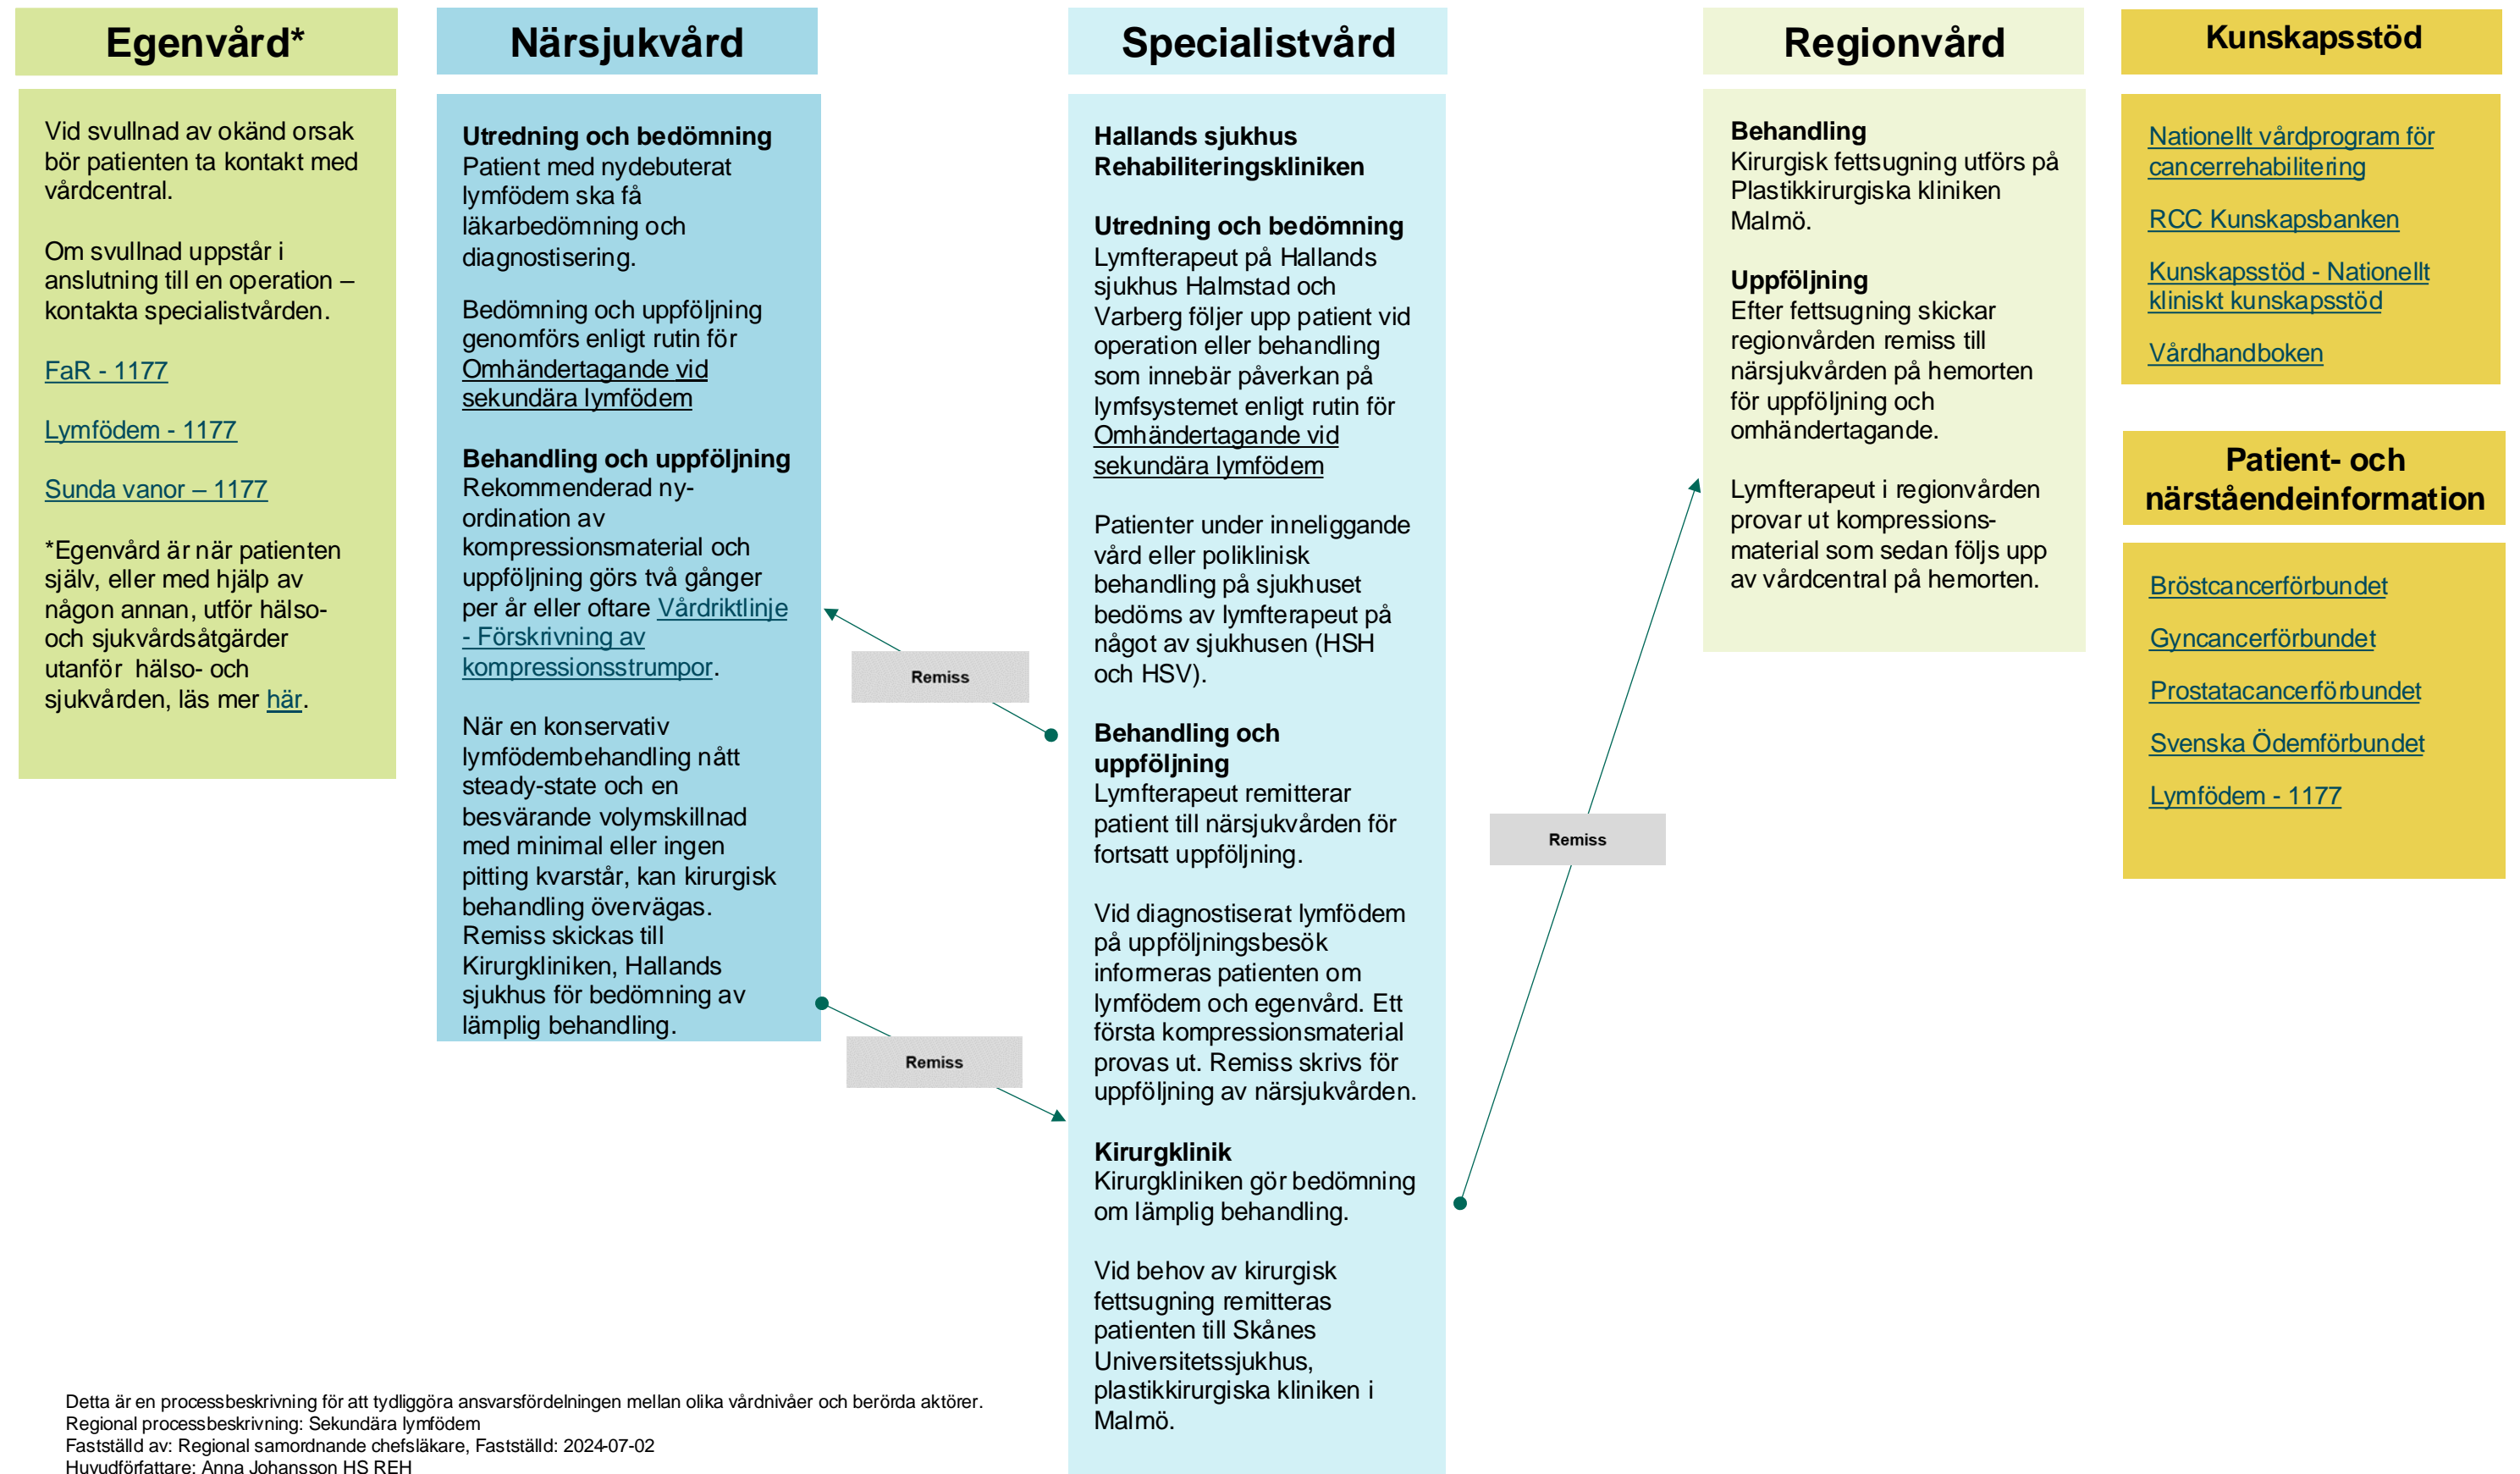 Egenvård*
Vid svullnad av okänd orsak
bör patienten ta kontakt med
vårdcentral.
Om svullnad uppstår i
anslutning till en operation –
kontakta specialistvården.
FaR - 1177
Lymfödem - 1177
Sunda vanor – 1177
*Egenvård är när patienten
själv, eller med hjälp av
någon annan, utför hälso-
och sjukvårdsåtgärder
utanför hälso- och
sjukvården, läs mer här.
Närsjukvård
Utredning och bedömning
Patient med nydebuterat
lymfödem ska få
läkarbedömning och
diagnostisering.
Bedömning och uppföljning
genomförs enligt rutin för
Omhändertagande vid
sekundära lymfödem
Behandling och uppföljning
Rekommenderad ny-
ordination av
kompressionsmaterial och
uppföljning görs två gånger
per år eller oftare Vårdriktlinje
- Förskrivning av
kompressionsstrumpor.
När en konservativ
lymfödembehandling nått
steady-state och en
besvärande volymskillnad
med minimal eller ingen
pitting kvarstår, kan kirurgisk
behandling övervägas.
Remiss skickas till
Kirurgkliniken, Hallands
sjukhus för bedömning av
lämplig behandling.
Remiss
Remiss
Specialistvård
Hallands sjukhus
Rehabiliteringskliniken
Utredning och bedömning
Lymfterapeut på Hallands
sjukhus Halmstad och
Varberg följer upp patient vid
operation eller behandling
som innebär påverkan på
lymfsystemet enligt rutin för
Omhändertagande vid
sekundära lymfödem
Patienter under inneliggande
vård eller poliklinisk
behandling på sjukhuset
bedöms av lymfterapeut på
något av sjukhusen (HSH
och HSV).
Behandling och
uppföljning
Lymfterapeut remitterar
patient till närsjukvården för
fortsatt uppföljning.
Vid diagnostiserat lymfödem
på uppföljningsbesök
informeras patienten om
lymfödem och egenvård. Ett
första kompressionsmaterial
provas ut. Remiss skrivs för
uppföljning av närsjukvården.
Kirurgklinik
Kirurgkliniken gör bedömning
om lämplig behandling.
Vid behov av kirurgisk
fettsugning remitteras
patienten till Skånes
Universitetssjukhus,
plastikkirurgiska kliniken i
Malmö.
Remiss
Regionvård
Behandling
Kirurgisk fettsugning utförs på
Plastikkirurgiska kliniken
Malmö.
Uppföljning
Efter fettsugning skickar
regionvården remiss till
närsjukvården på hemorten
för uppföljning och
omhändertagande.
Lymfterapeut i regionvården
provar ut kompressions-
material som sedan följs upp
av vårdcentral på hemorten.
Kunskapsstöd
Nationellt vårdprogram för
cancerrehabilitering
RCC Kunskapsbanken
Kunskapsstöd - Nationellt
kliniskt kunskapsstöd
Vårdhandboken
Patient- och
närståendeinformation
Bröstcancerförbundet
Gyncancerförbundet
Prostatacancerförbundet
Svenska Ödemförbundet
Lymfödem - 1177
Detta är en processbeskrivning för att tydliggöra ansvarsfördelningen mellan olika vårdnivåer och berörda aktörer.
Regional processbeskrivning: Sekundära lymfödem
Fastställd av: Regional samordnande chefsläkare, Fastställd: 2024-07-02
Huvudförfattare: Anna Johansson HS REH